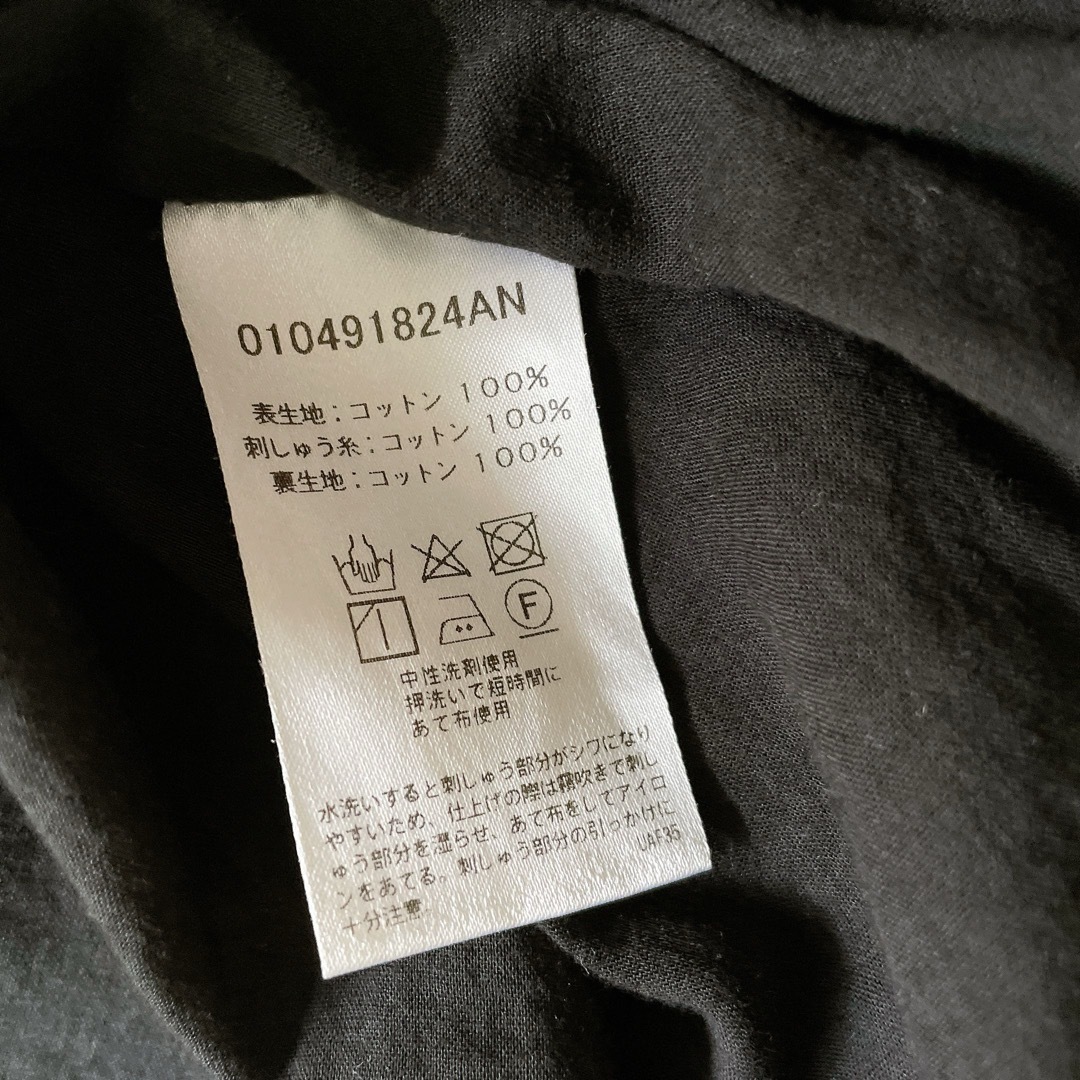 010491824AN
表生地：コットン 100%
刺しゅう糸：コットン 100%
裏生地：コットン 100%
F
中性洗剤使用
押洗いで短時間に
あて布使用
水洗いすると刺しゅう部分がシワになり
やすいため、仕上げの際は霧吹きで刺し
ゅう部分を湿らせ、あて布をしてアイロ
ンをあてる。刺しゅう部分の引っかけに
十分注意
UAF35